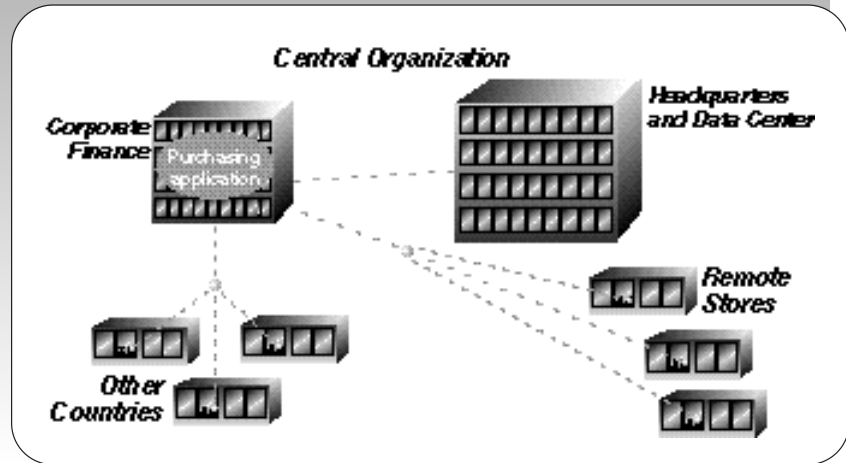 Central Organization
Corporate
Finance
Purchasing
application
Headquarters
and Data Center
Remote
Stores
Other
Countries